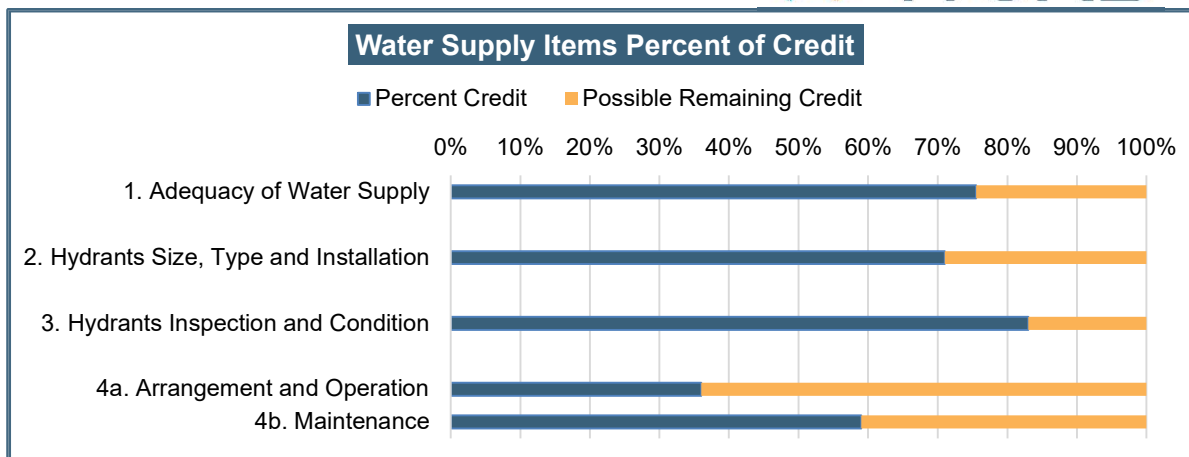 Water Supply Items Percent of Credit
Percent Credit Possible Remaining Credit
0% 10% 20% 30% 40% 50% 60% 70% 80% 90% 100%
1. Adequacy of Water Supply
2. Hydrants Size, Type and Installation
3. Hydrants Inspection and Condition
4a. Arrangement and Operation
4b. Maintenance